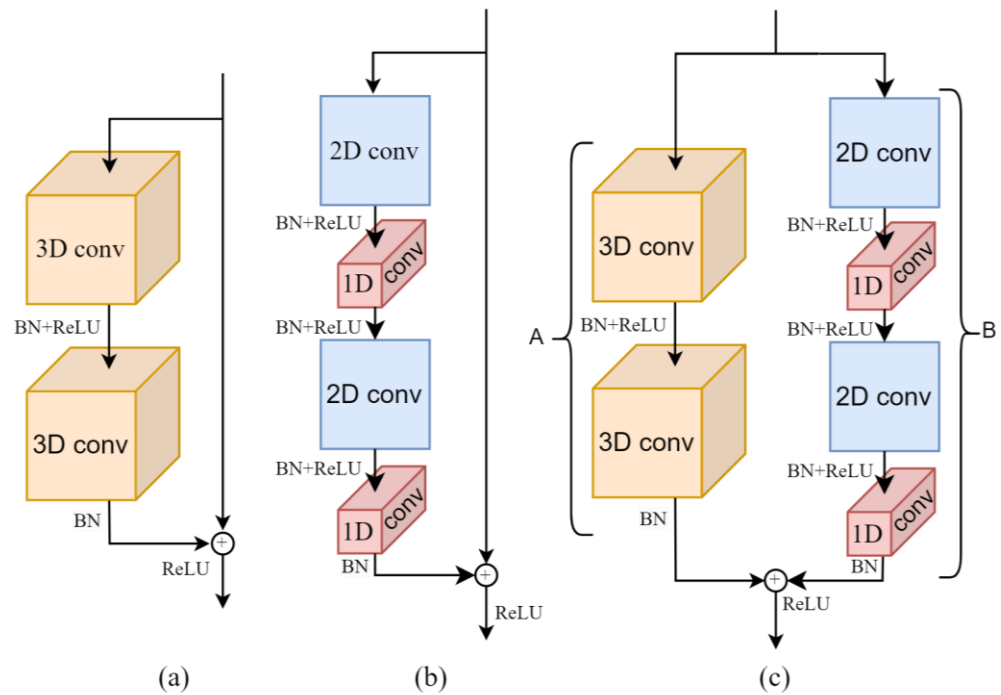 3D conv
BN+ReLU
3D conv
BN
+
ReLU
(a)
2D conv
BN+ReLU
1D conv
BN+ReLU
2D conv
BN+ReLU
1D conv
BN
+
ReLU
(b)
A
3D conv
BN+ReLU
3D conv
BN
2D conv
BN+ReLU
1D conv
BN+ReLU
2D conv
BN+ReLU
1D conv
BN
B
+
ReLU
(c)